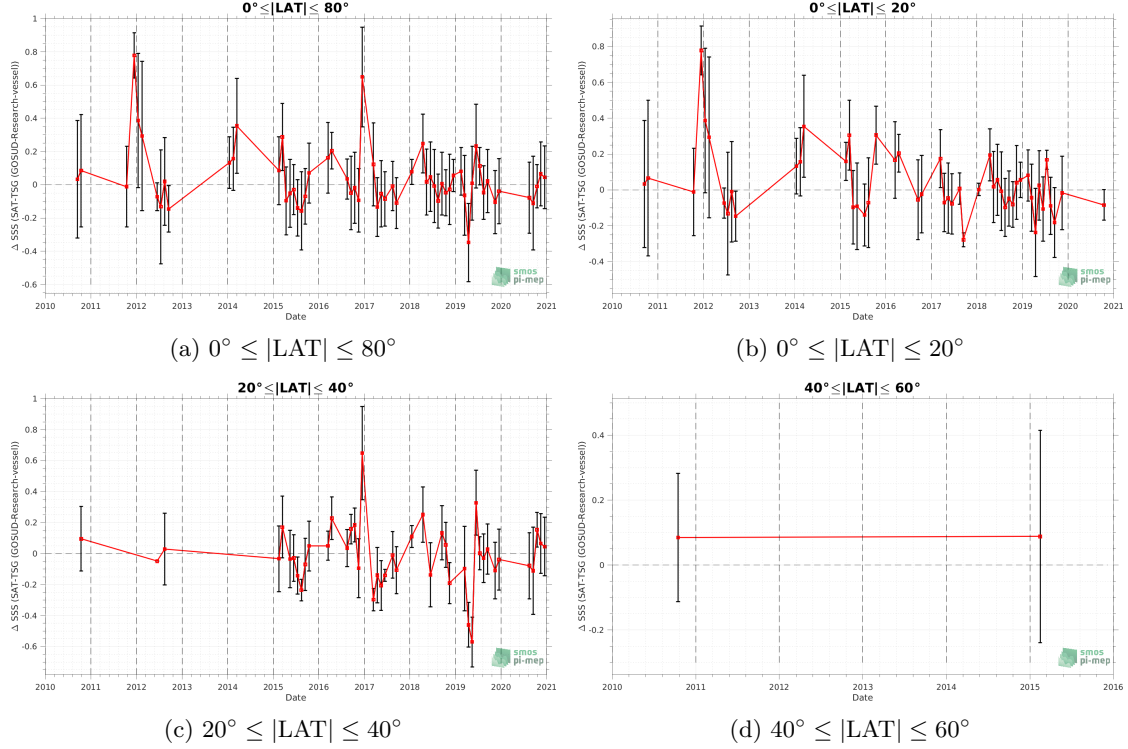 0°≤|LAT|≤ 80°
Δ SSS (SAT-TSG (GOSUD-Research-vessel))
1
0.8
0.6
0.4
0.2
0
-0.2
-0.4
-0.6
2010 2011 2012 2013 2014 2015 2016 2017 2018 2019 2020 2021
Date
smos
pi-mep
(a) 0° ≤ |LAT| ≤ 80°
0°≤|LAT|≤ 20°
Δ SSS (SAT-TSG (GOSUD-Research-vessel))
0.8
0.6
0.4
0.2
0
-0.2
-0.4
2010 2011 2012 2013 2014 2015 2016 2017 2018 2019 2020 2021
Date
smos
pi-mep
(b) 0° ≤ |LAT| ≤ 20°
20°≤|LAT|≤ 40°
Δ SSS (SAT-TSG (GOSUD-Research-vessel))
1
0.8
0.6
0.4
0.2
0
-0.2
-0.4
-0.6
2010 2011 2012 2013 2014 2015 2016 2017 2018 2019 2020 2021
Date
smos
pi-mep
(c) 20° ≤ |LAT| ≤ 40°
40°≤|LAT|≤ 60°
Δ SSS (SAT-TSG (GOSUD-Research-vessel))
0.4
0.2
0
-0.2
2010 2011 2012 2013 2014 2015 2016
Date
smos
pi-mep
(d) 40° ≤ |LAT| ≤ 60°